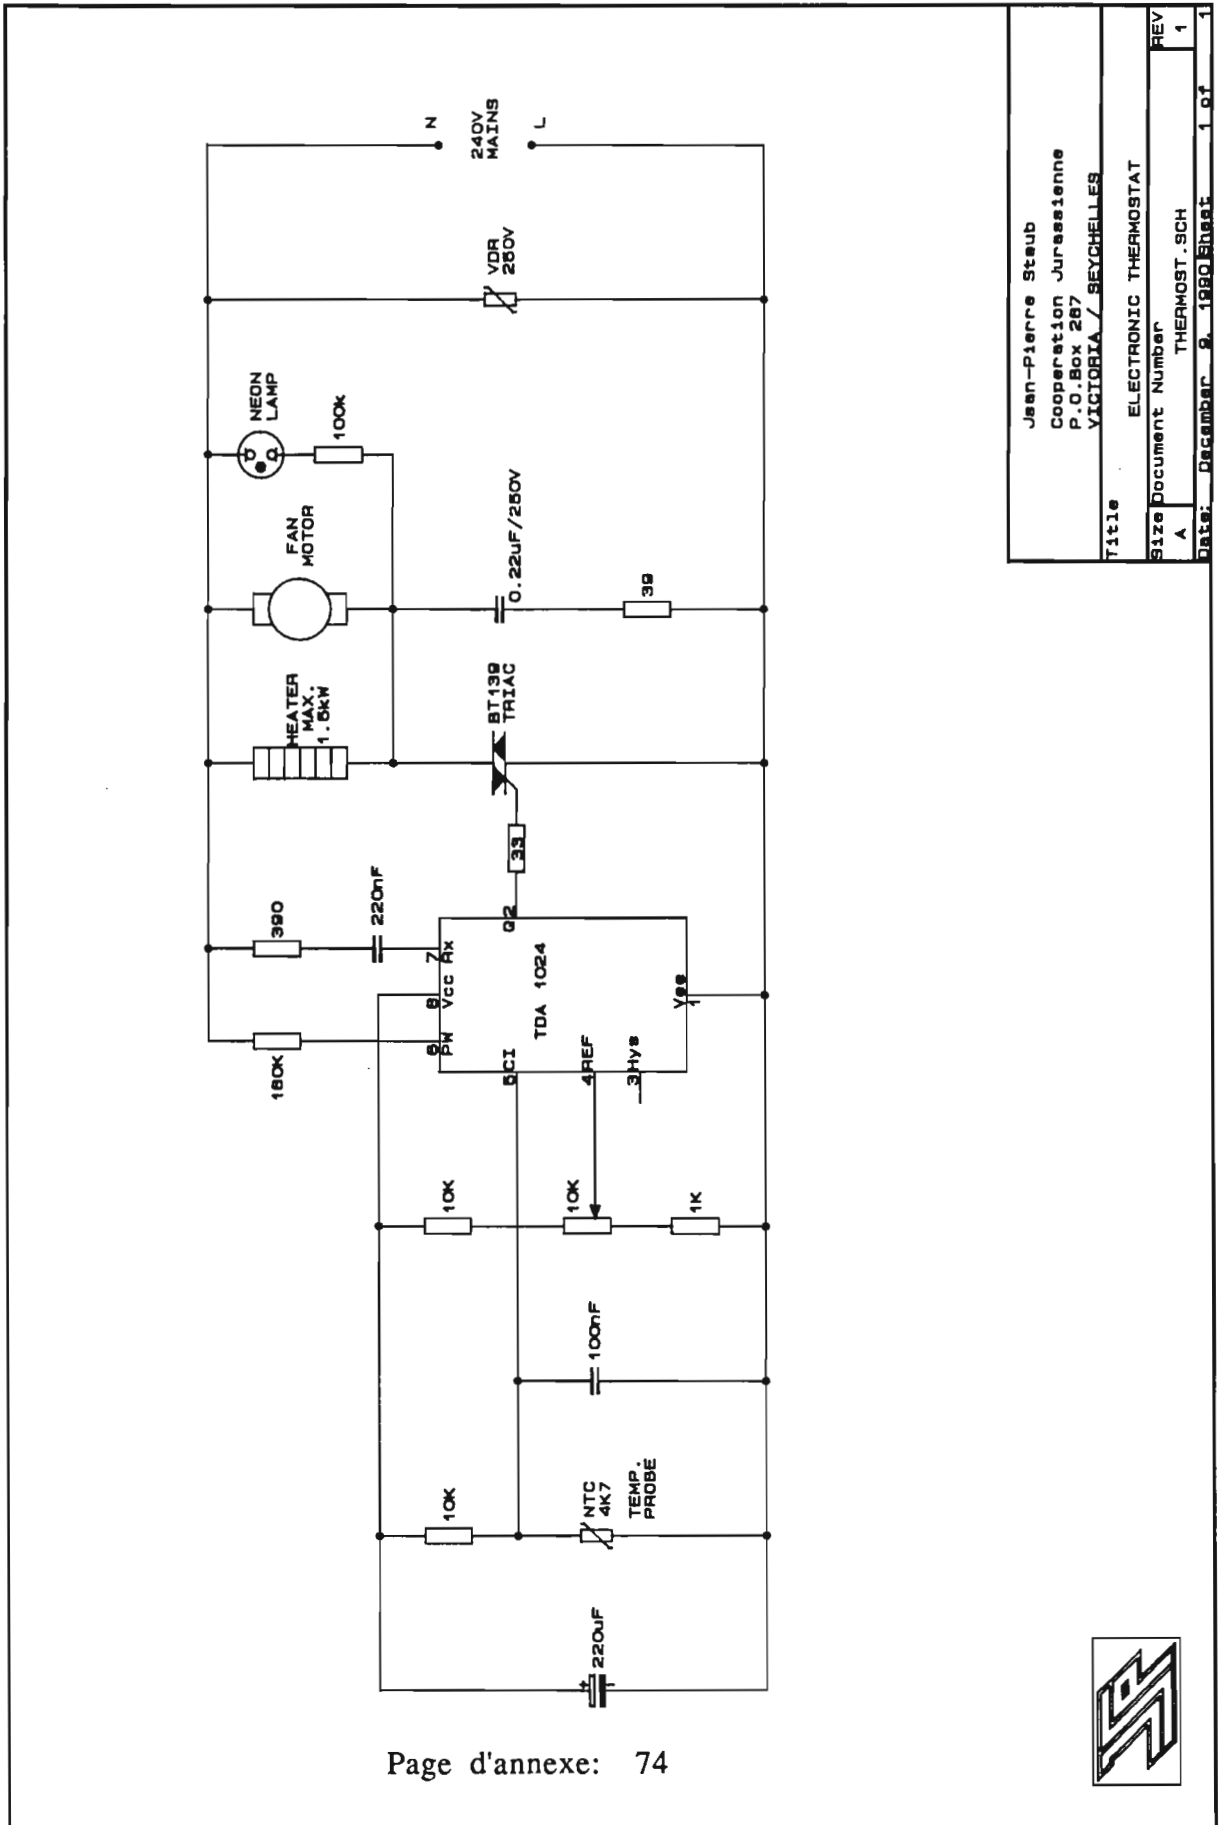 N
240V
MAINS
L
VDR
250V
NEON
LAMP
100k
FAN
MOTOR
0.22uF/250V
39
HEATER
MAX.
1.5kW
BT139
TRIAC
33
390
220nF
180K
7 Rx
8 Vcc
6 PW
Q2
TDA 1024
5CI
4REF
3Hys
Vee
1
10K
10K
1K
100nF
10K
NTC
4K7
TEMP.
PROBE
+
220uF
Jean-Pierre Staub
Cooperation Jurassienne
P.O.Box 287
VICTORIA / SEYCHELLES
Title
ELECTRONIC THERMOSTAT
Size Document Number REV
A THERMOST.SCH 1
Date: December 9, 1990 Sheet 1 of 1
Page d'annexe: 74